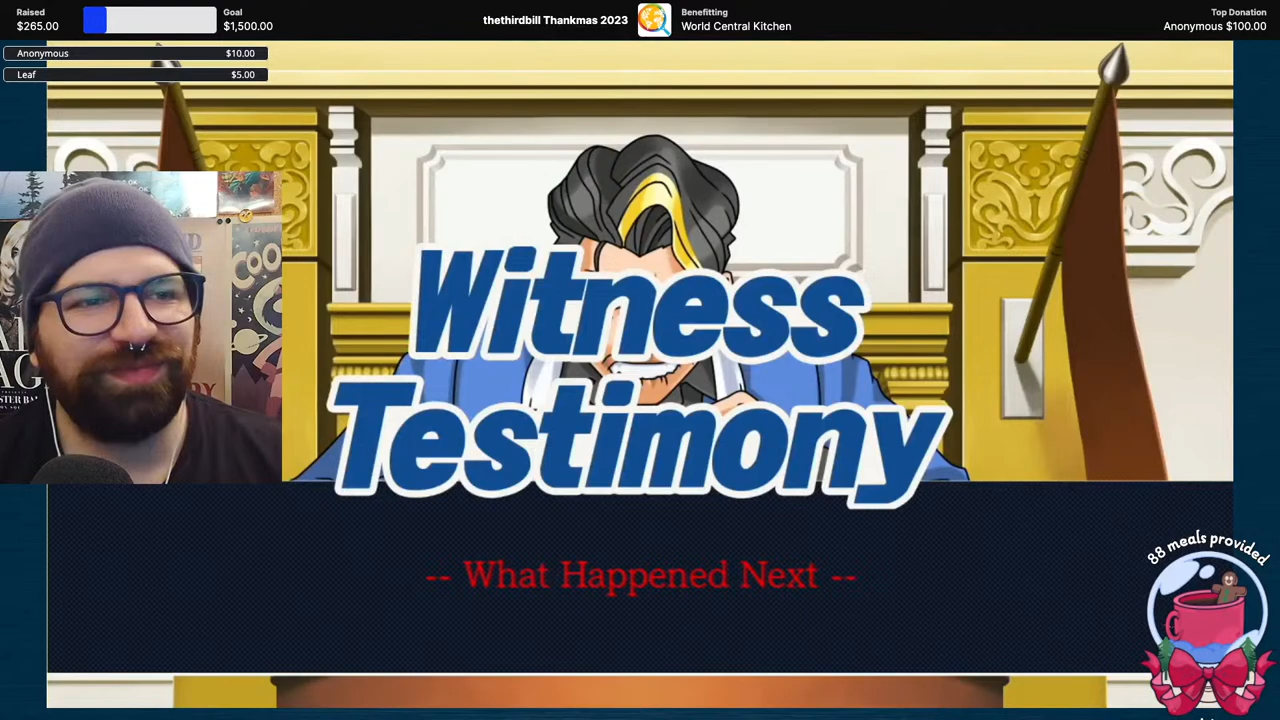 Raised
$265.00
Goal
$1,500.00
thethirdbill Thankmas 2023
Benefitting
World Central Kitchen
Top Donation
Anonymous $100.00
Anonymous $10.00
Leaf $5.00
Witness
Testimony
-- What Happened Next --
88 meals provided